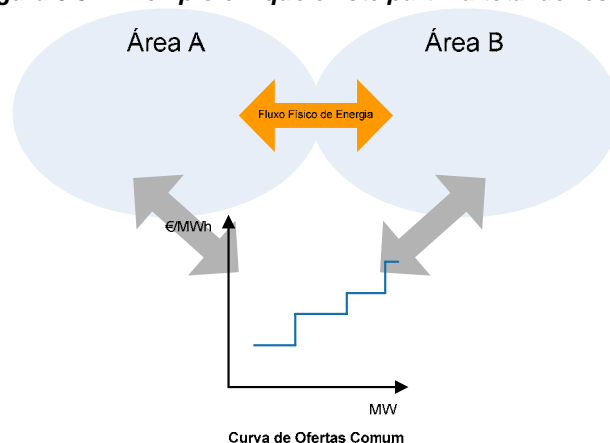 Área A
Área B
Fluxo Físico de Energia
€/MWh
MW
Curva de Ofertas Comum